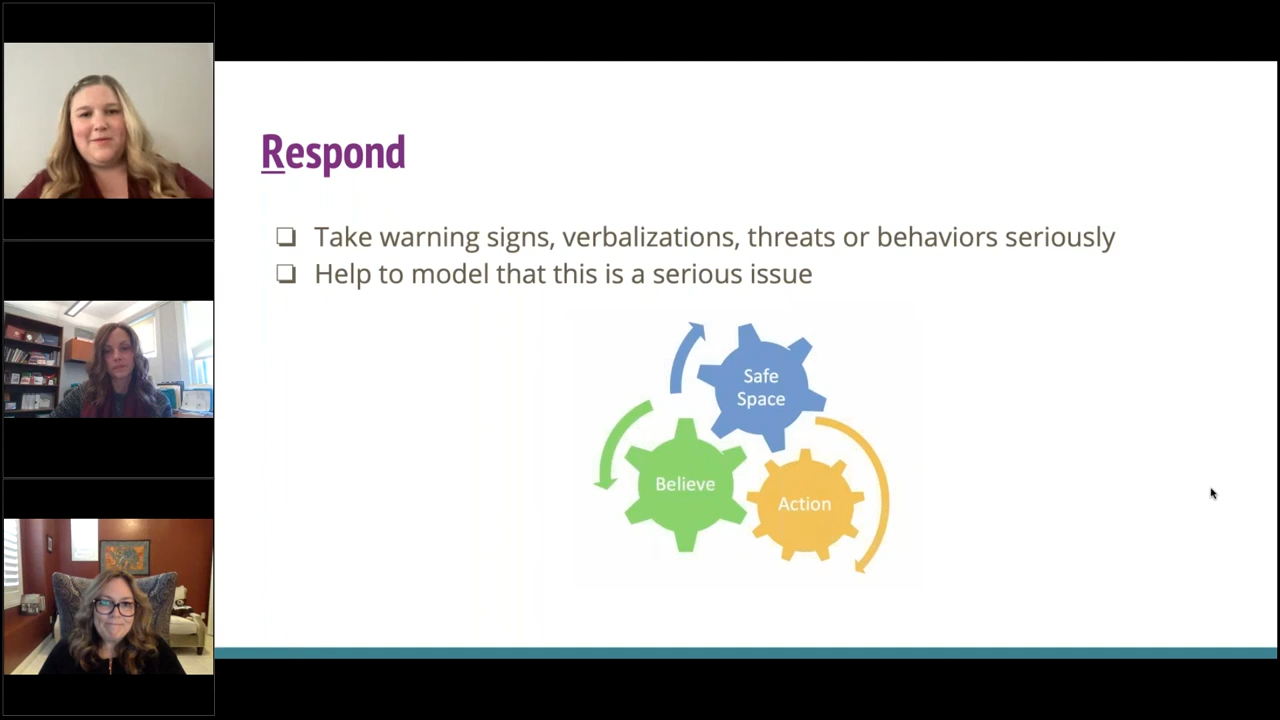 Respond
❏ Take warning signs, verbalizations, threats or behaviors seriously
❏ Help to model that this is a serious issue
Safe
Space
Believe
Action